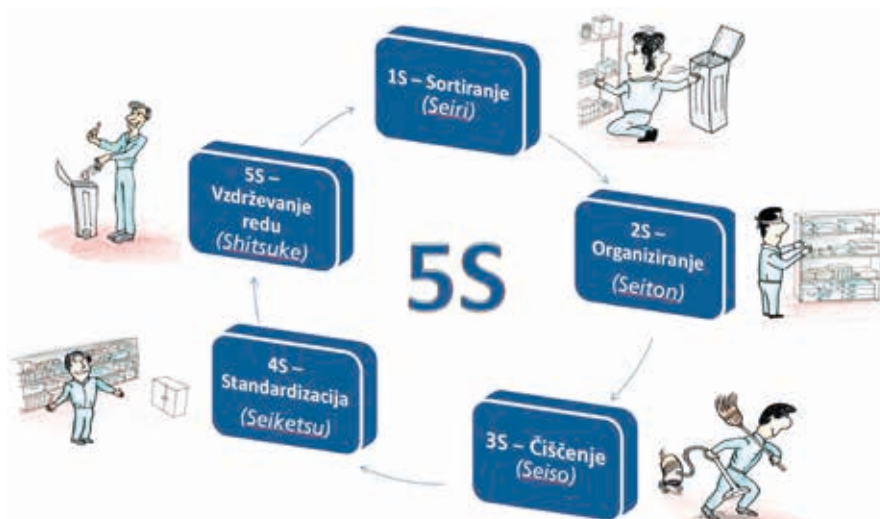 1S – Sortiranje
(Seiri)
2S –
Organiziranje
(Seiton)
3S – Čiščenje
(Seiso)
4S –
Standardizacija
(Seiketsu)
5S –
Vzdrževanje
redu
(Shitsuke)
5S